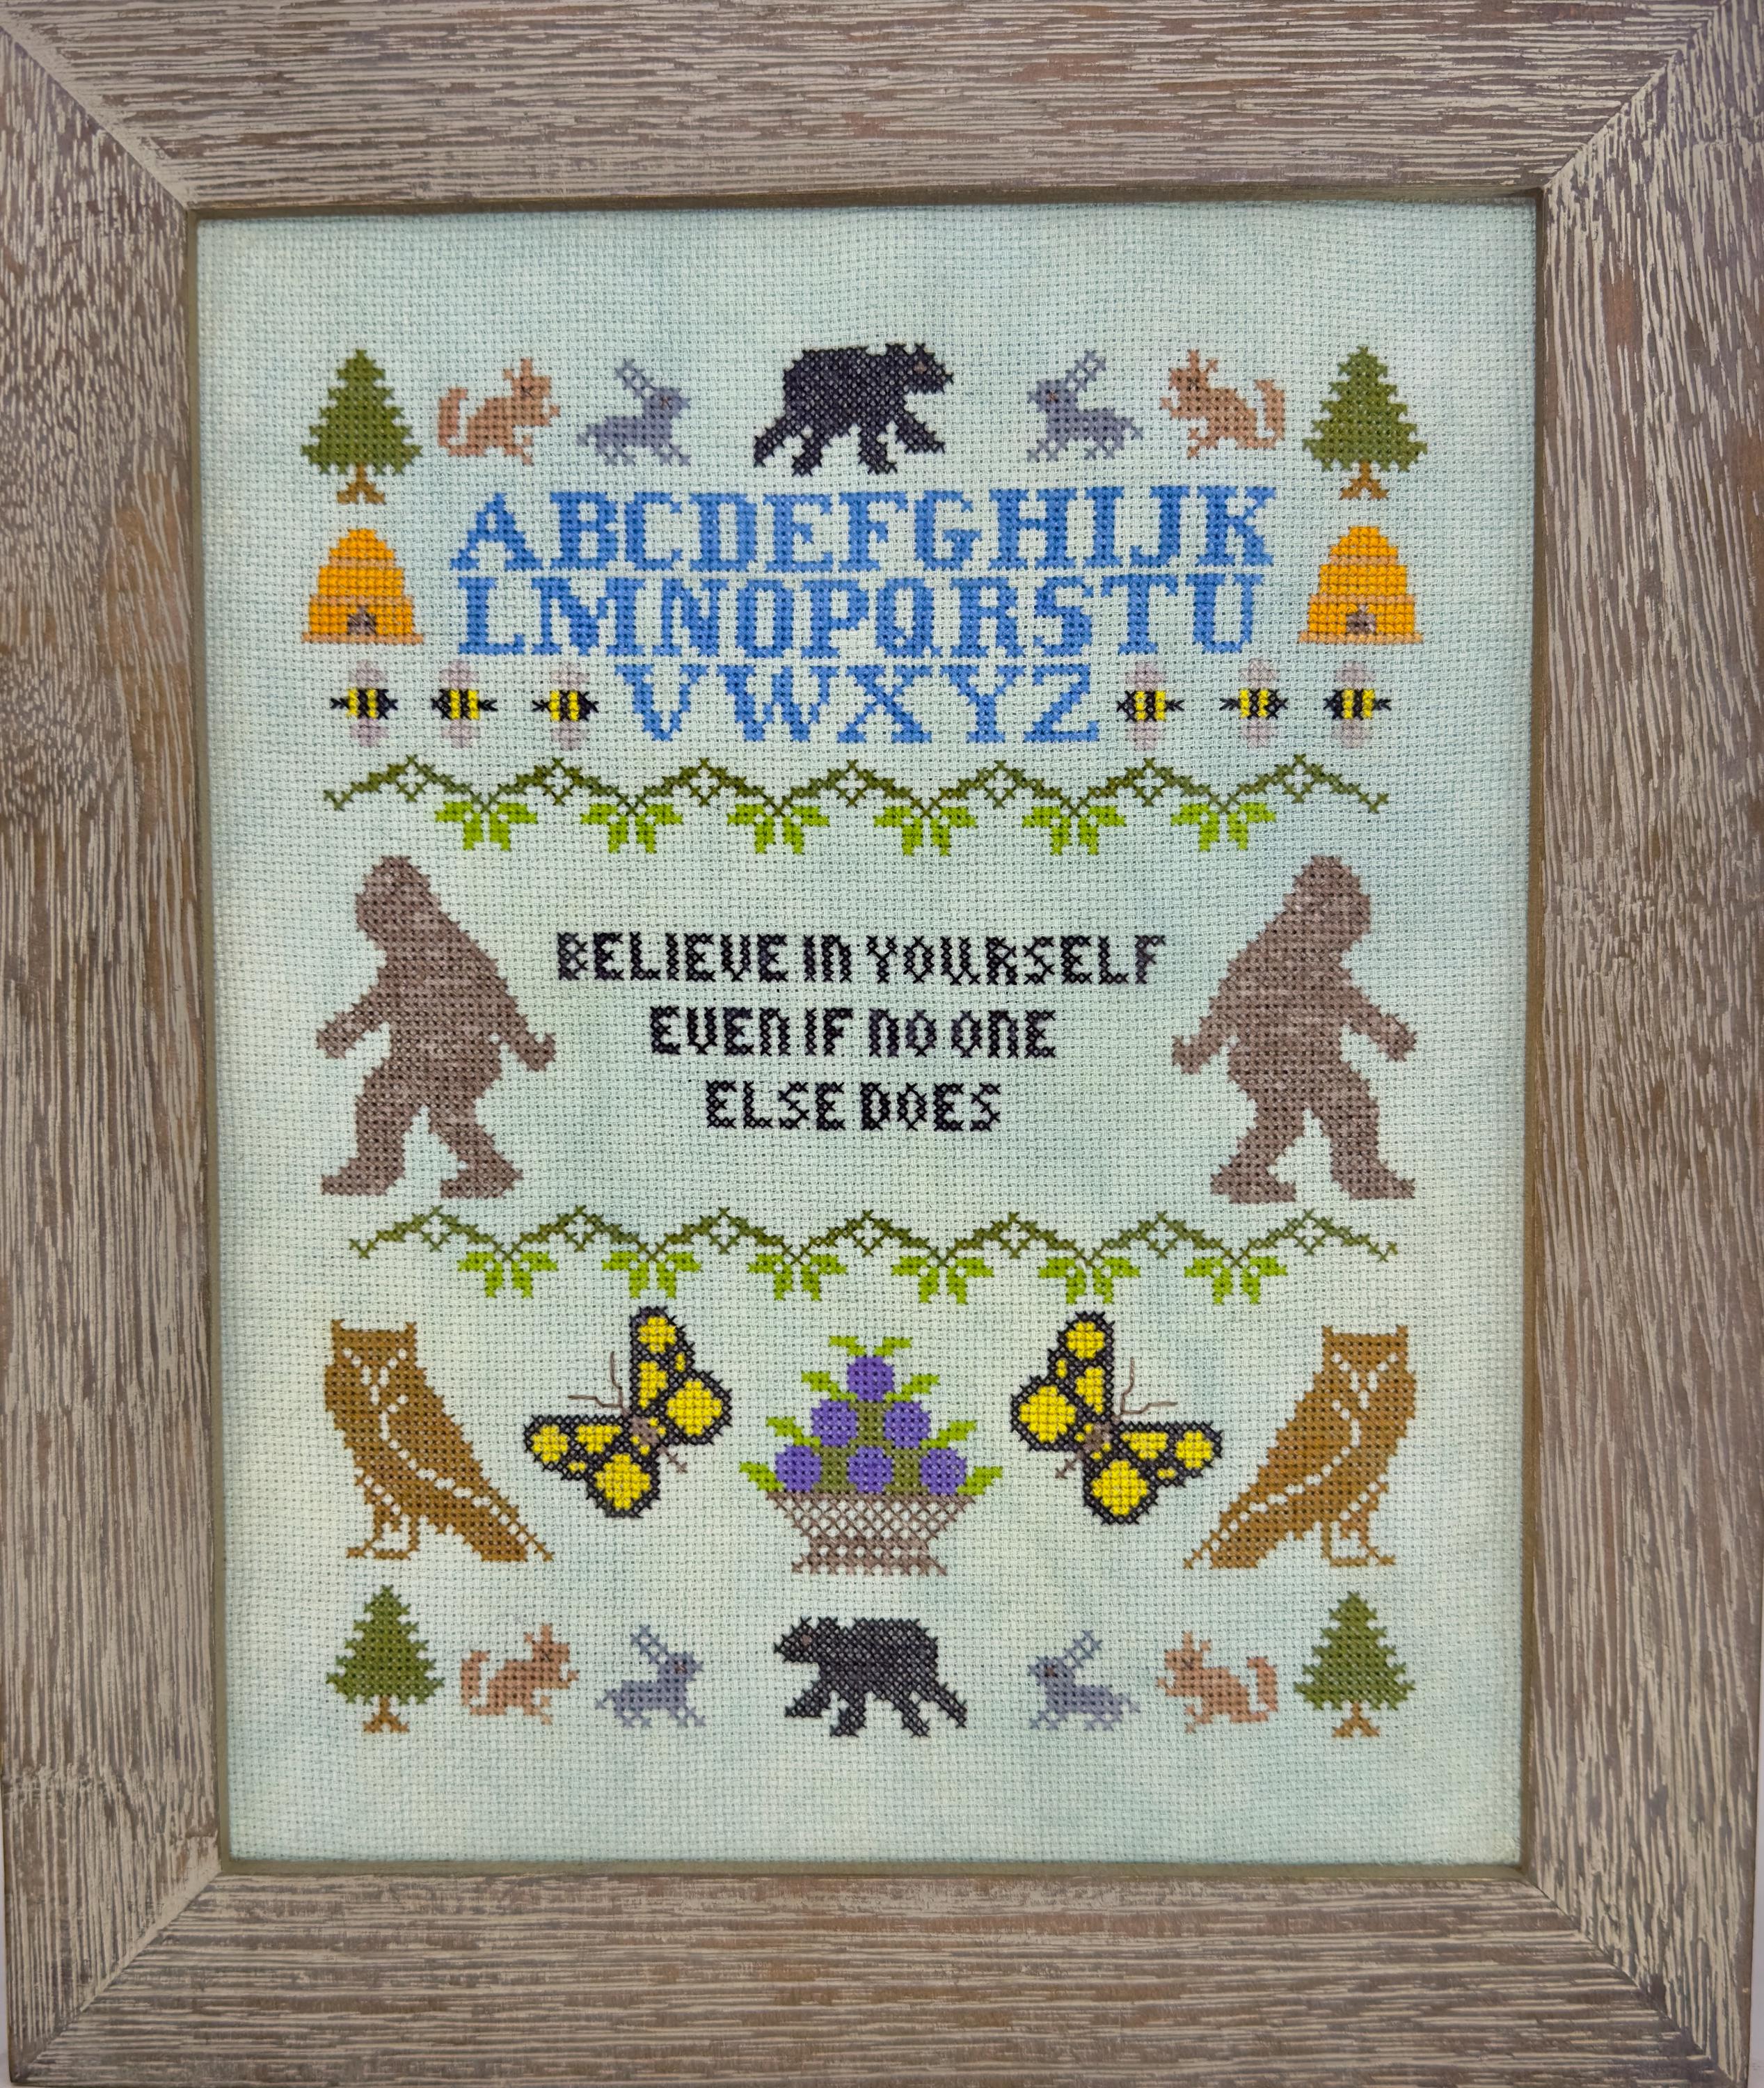 ABCDEFGHIJK
LMNOPQRSTU
VWXYZ
BELIEVE IN YOURSELF
EVEN IF NO ONE
ELSE DOES